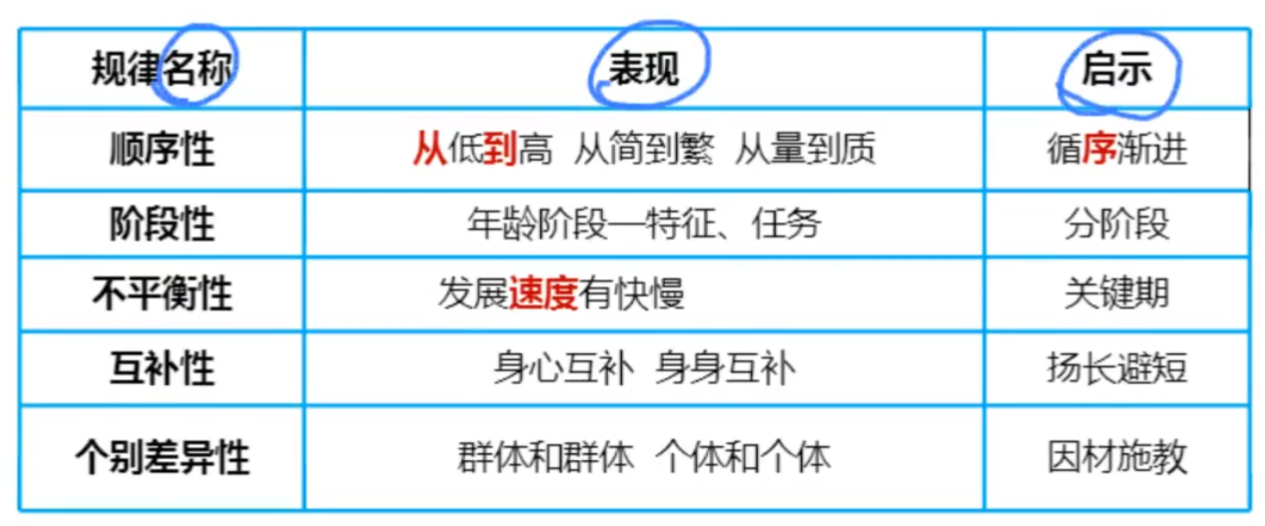 规律名称 表现 启示
顺序性 从低到高 从简到繁 从量到质 循序渐进
阶段性 年龄阶段—特征、任务 分阶段
不平衡性 发展速度有快慢 关键期
互补性 身心互补 身身互补 扬长避短
个别差异性 群体和群体 个体和个体 因材施教